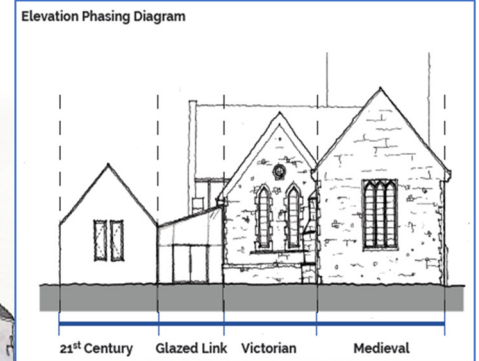 Elevation Phasing Diagram
21st Century Glazed Link Victorian Medieval